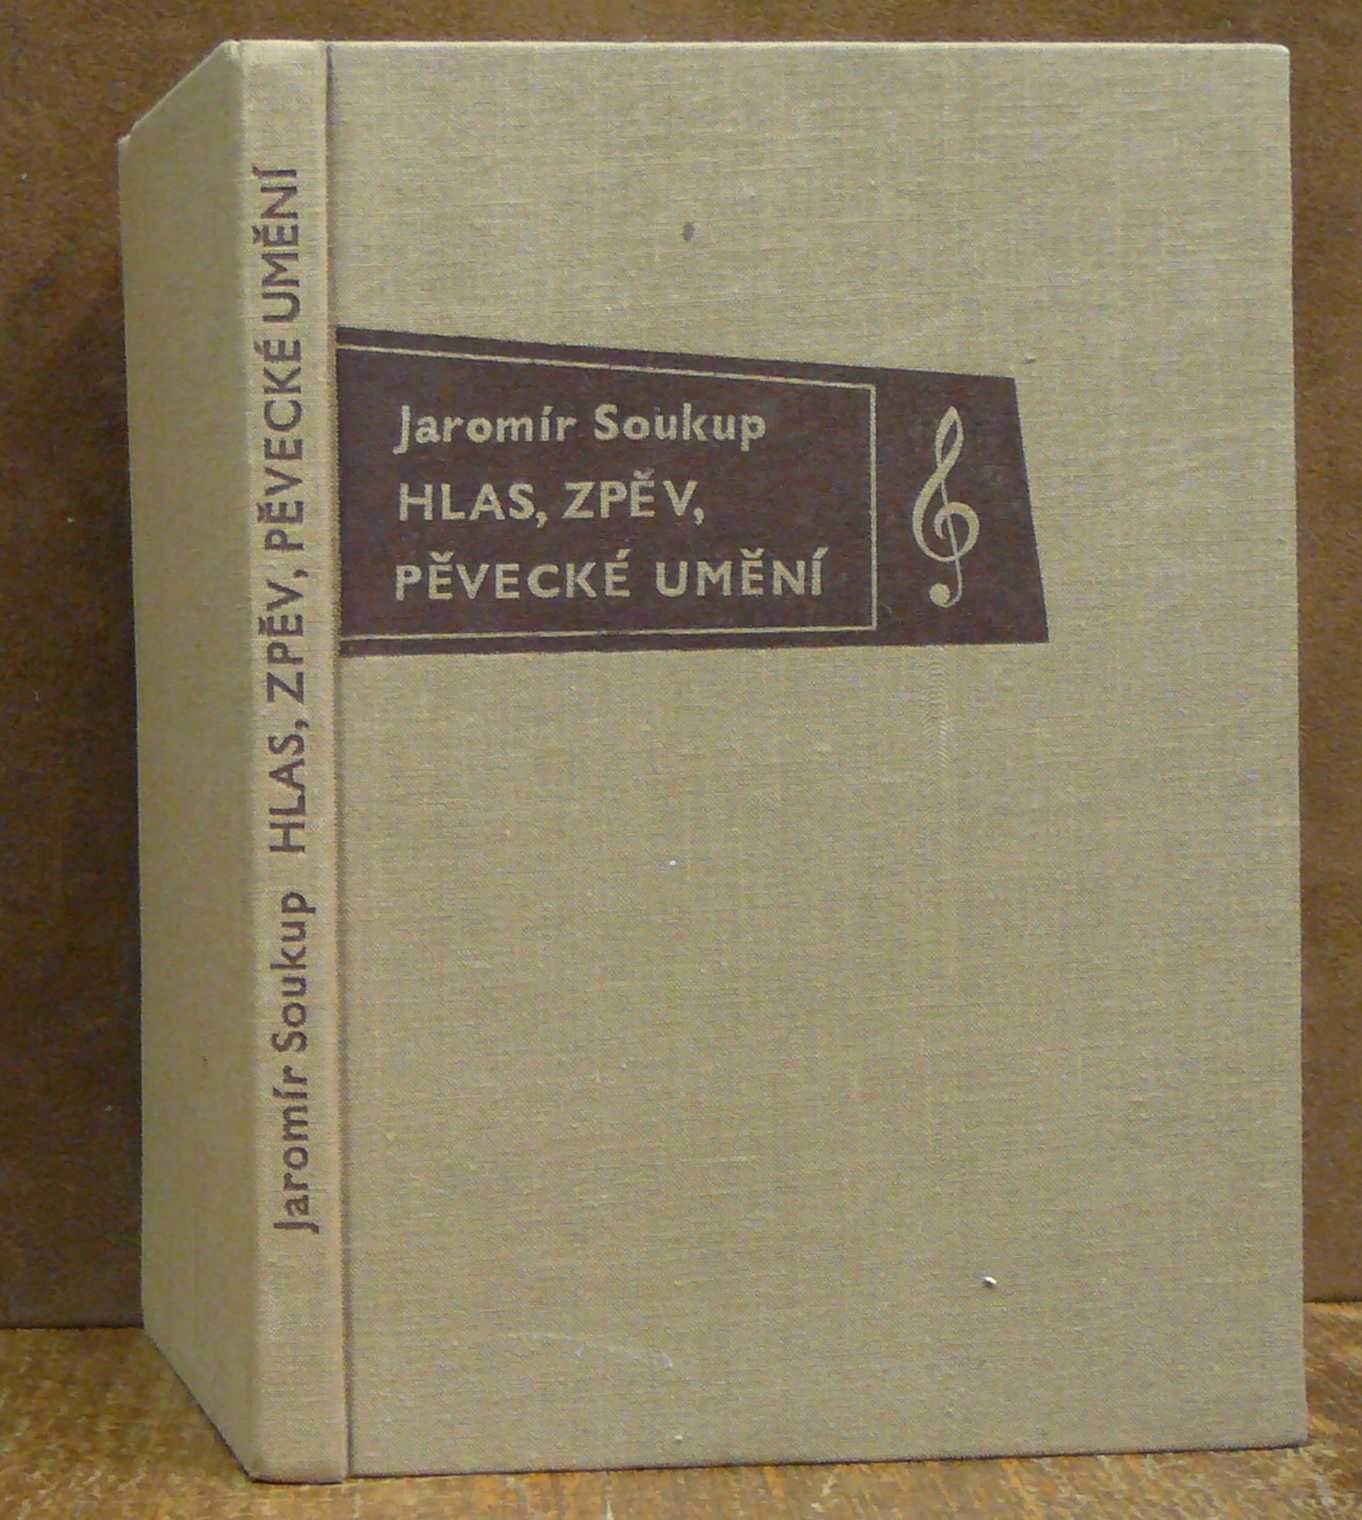 Jaromír Soukup HLAS, ZPĚV, PĚVECKÉ UMĚNÍ
Jaromír Soukup
HLAS, ZPĚV,
PĚVECKÉ UMĚNÍ